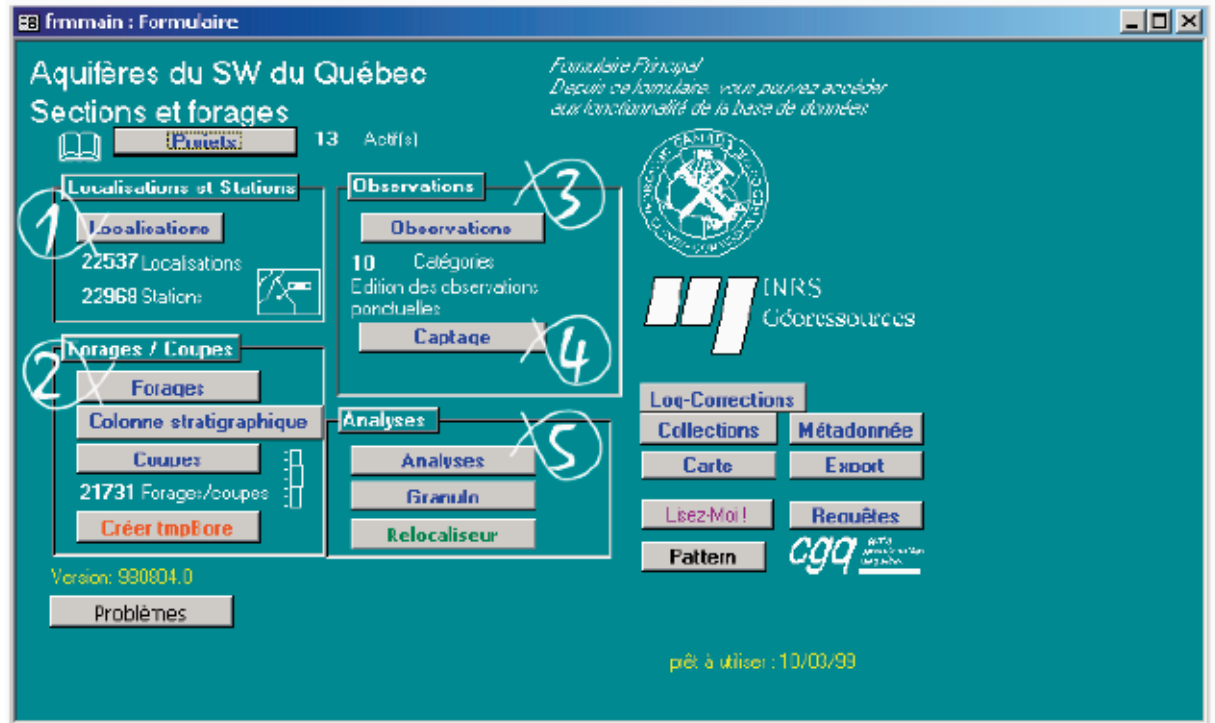 frmmain : Formulaire
Aquifères du SW du Québec
Sections et forages
Formulaire Principal
Depuis ce formulaire, vous pouvez accéder
aux fonctionnalité de la base de données
Projets
13 Actif(s)
Localisations et Stations
1
Localisations
22537 Localisations
22968 Stations
Forages / Coupes
2
Forages
Colonne stratigraphique
Coupes
21731 Forages/coupes
Créer tmpBore
Observations
3
Observations
10 Catégories
Edition des observations
ponctuelles
Captage
4
Analyses
5
Analyses
Granulo
Relocaliseur
CANADA
INRS
Géoressources
Log-Corrections
Collections
Métadonnée
Carte
Export
Lisez-Moi !
Requêtes
Pattern
cgq
Version: 980804.0
Problèmes
prêt à utiliser : 10/03/99